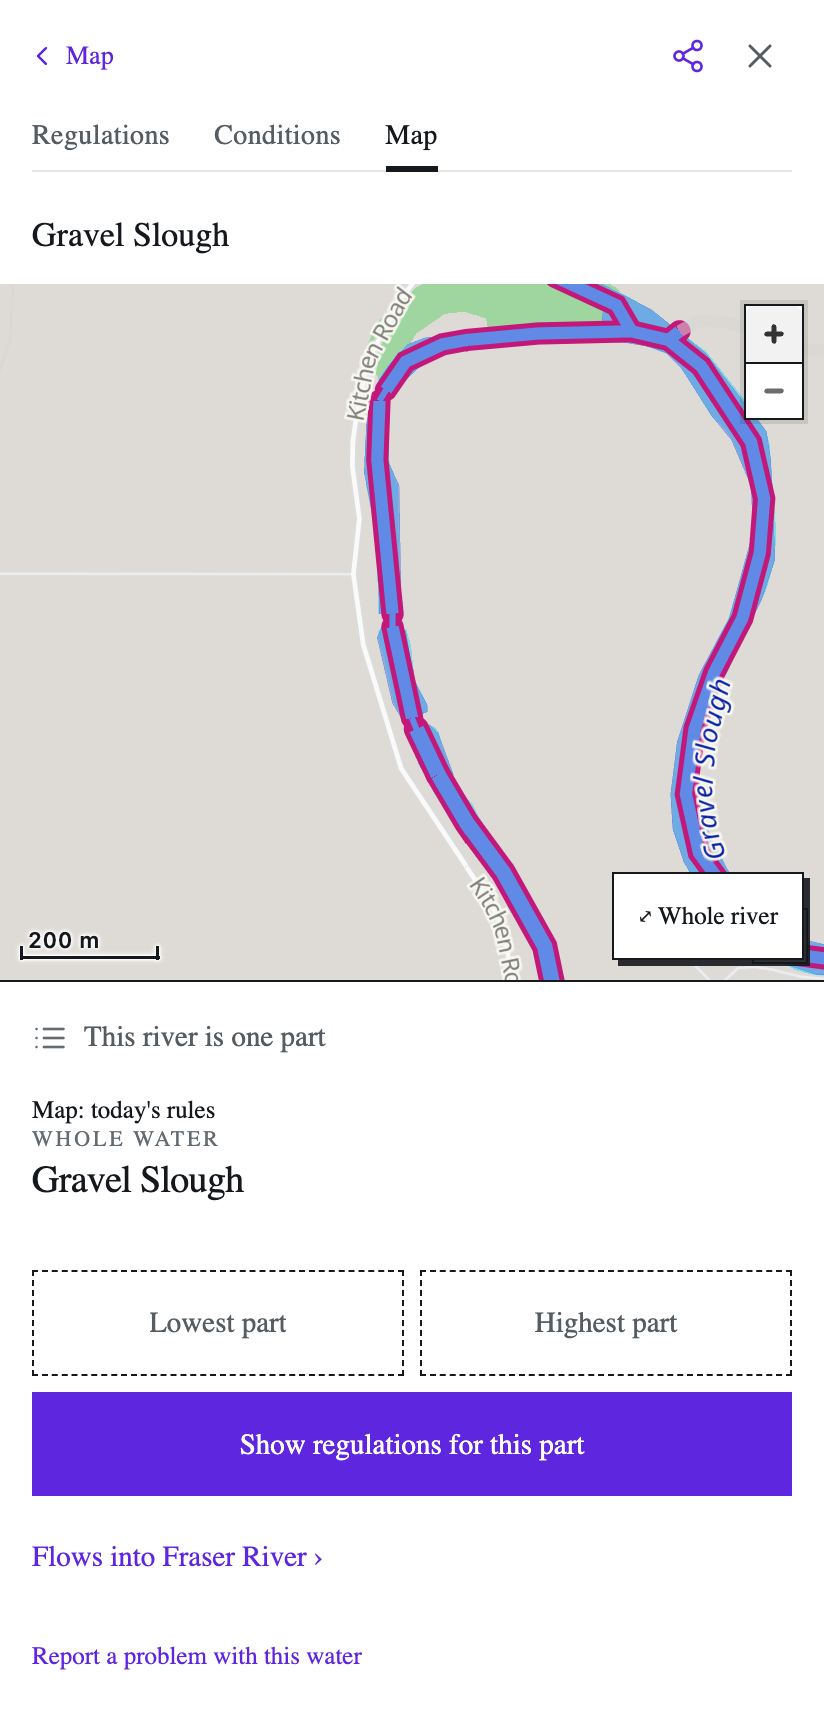 Map
Regulations Conditions Map
Gravel Slough
Kitchen Road
+
−
Gravel Slough
Whole river
Kitchen Ro
200 m
This river is one part
Map: today's rules
WHOLE WATER
Gravel Slough
Lowest part
Highest part
Show regulations for this part
Flows into Fraser River ›
Report a problem with this water